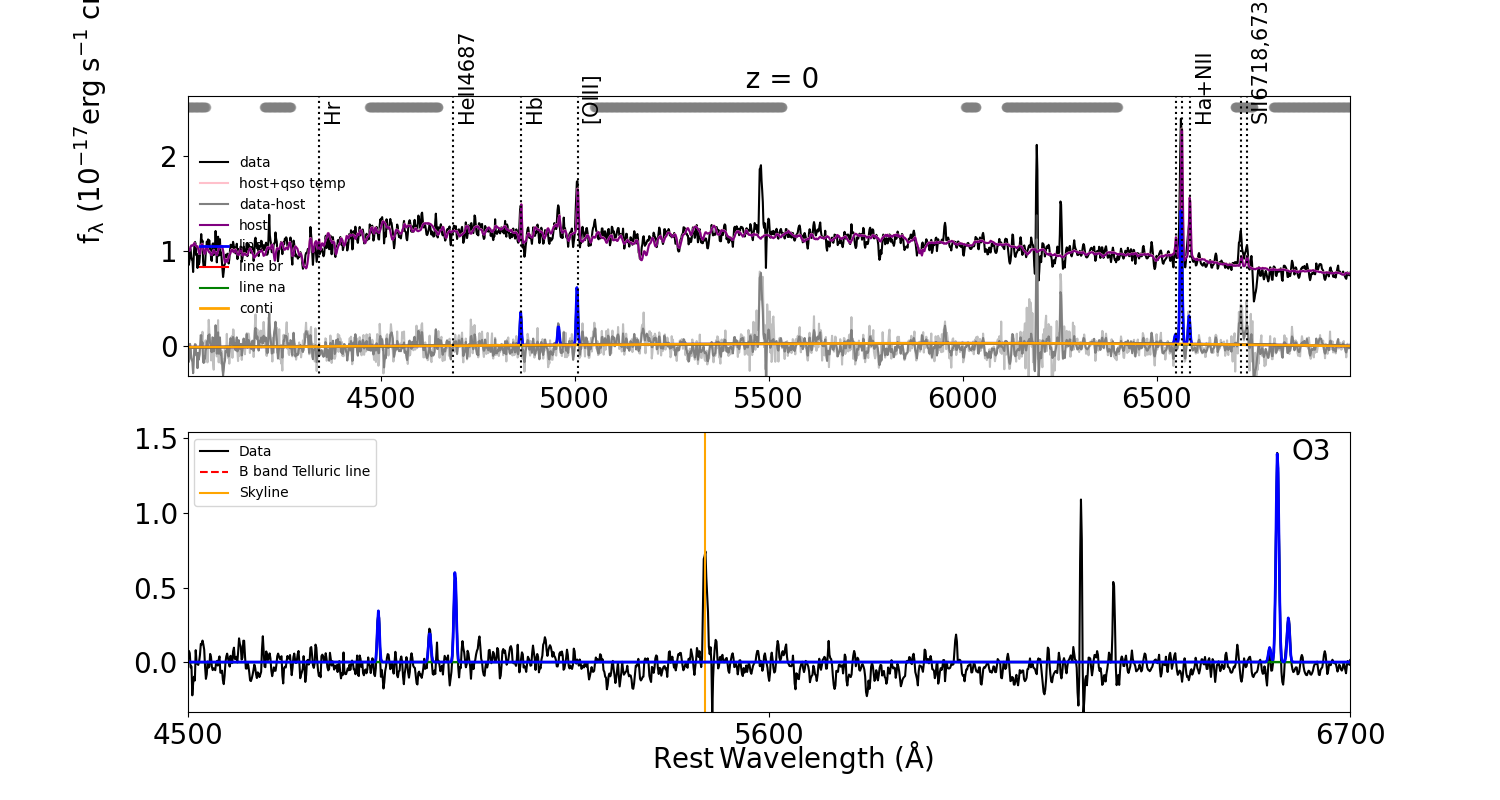 z = 0
Hr
HeII4687
Hb
[OIII]
Ha+NII
SII6718,673
f_λ (10^−17 erg s^−1
2
1
0
data
host+qso temp
data-host
host
line br
line na
conti
4500 5000 5500 6000 6500
O3
1.5
1.0
0.5
0.0
Data
B band Telluric line
Skyline
4500 5600 6700
Rest Wavelength (Å)